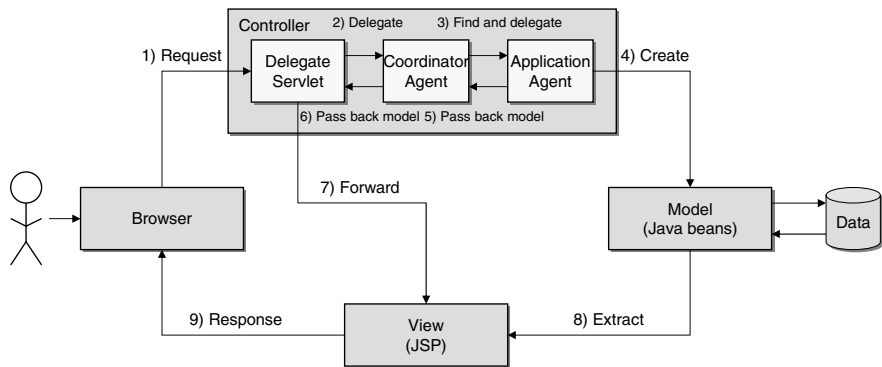 Controller
2) Delegate
3) Find and delegate
1) Request
Delegate
Servlet
Coordinator
Agent
Application
Agent
4) Create
6) Pass back model
5) Pass back model
7) Forward
Browser
Model
(Java beans)
Data
9) Response
View
(JSP)
8) Extract